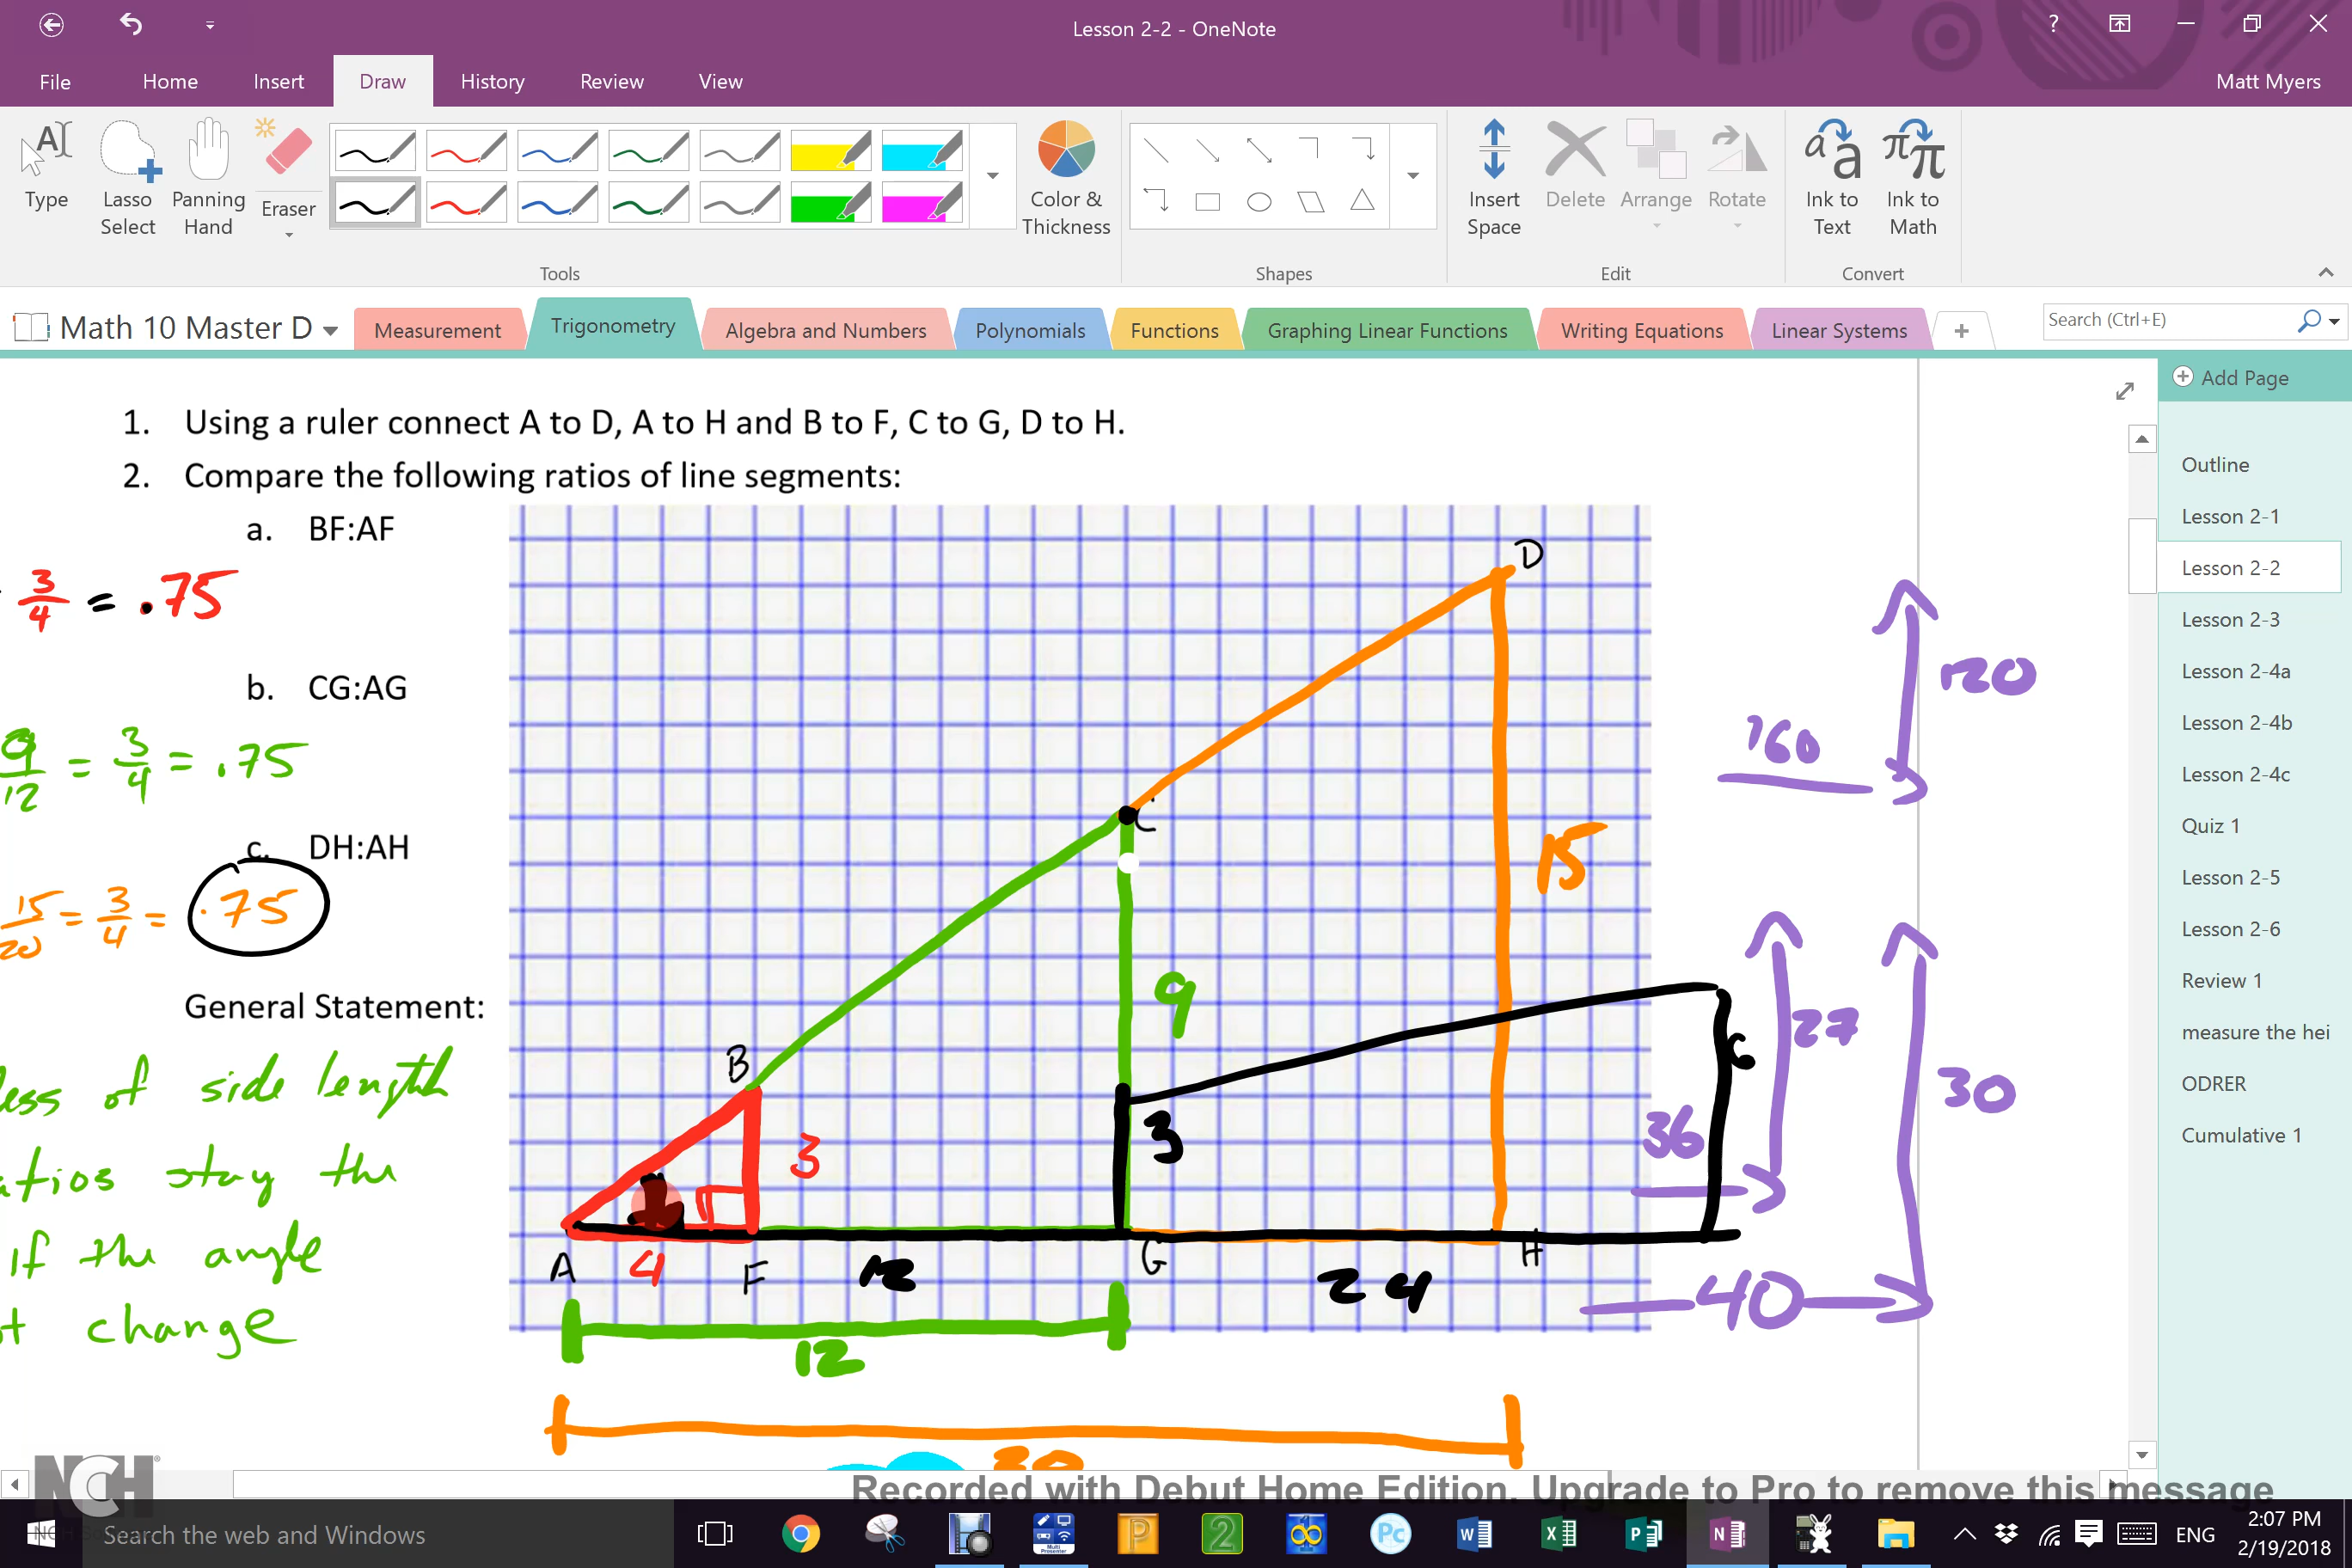 Lesson 2-2 - OneNote
?
File Home Insert Draw History Review View
Matt Myers
Type
Lasso Select
Panning Hand
Eraser
Color & Thickness
Insert Space
Delete
Arrange
Rotate
Ink to Text
Ink to Math
Tools Shapes Edit Convert
Math 10 Master D
Measurement Trigonometry Algebra and Numbers Polynomials Functions Graphing Linear Functions Writing Equations Linear Systems +
Search (Ctrl+E)
Add Page
Outline
Lesson 2-1
Lesson 2-2
Lesson 2-3
Lesson 2-4a
Lesson 2-4b
Lesson 2-4c
Quiz 1
Lesson 2-5
Lesson 2-6
Review 1
measure the hei
ODRER
Cumulative 1
1. Using a ruler connect A to D, A to H and B to F, C to G, D to H.
2. Compare the following ratios of line segments:
a. BF:AF
3/4 = .75
b. CG:AG
9/12 = 3/4 = .75
c. DH:AH
15/20 = 3/4 = .75
General Statement:
of side length
stay the
if the angle
change
D
C
B
A
F
G
H
15
9
3
3
6
4
12
24
12
160
120
36
27
30
40
NCH
Recorded with Debut Home Edition. Upgrade to Pro to remove this message
Search the web and Windows
ENG
2:07 PM
2/19/2018